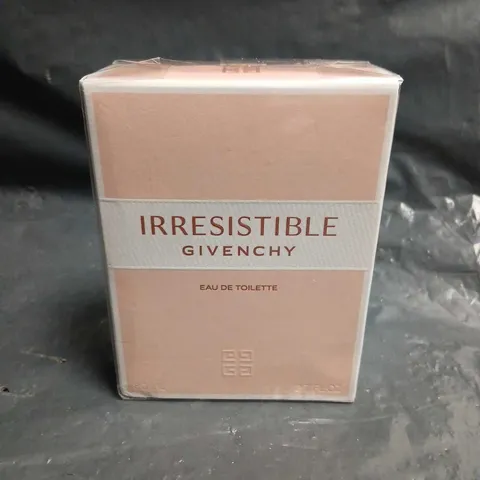 IRRESISTIBLE
GIVENCHY
EAU DE TOILETTE